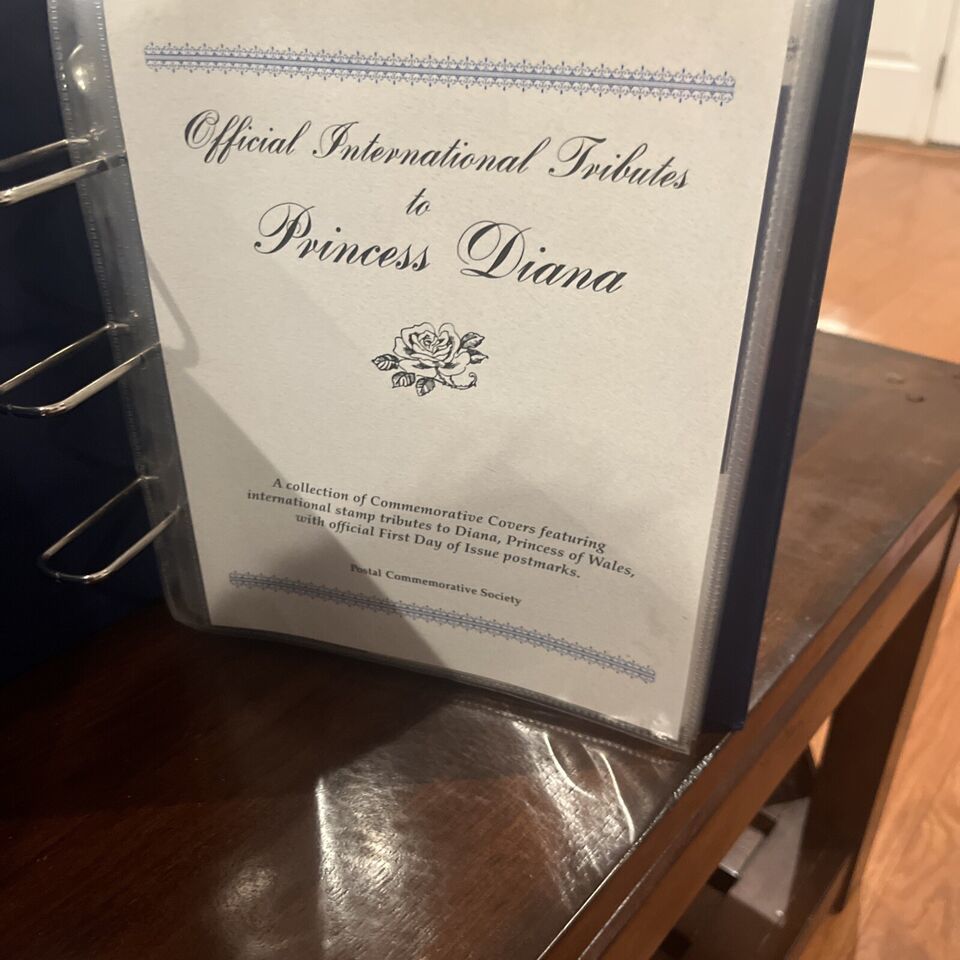 Official International Tributes
to
Princess Diana
A collection of Commemorative Covers featuring
international stamp tributes to Diana, Princess of Wales,
with official First Day of Issue postmarks.
Postal Commemorative Society